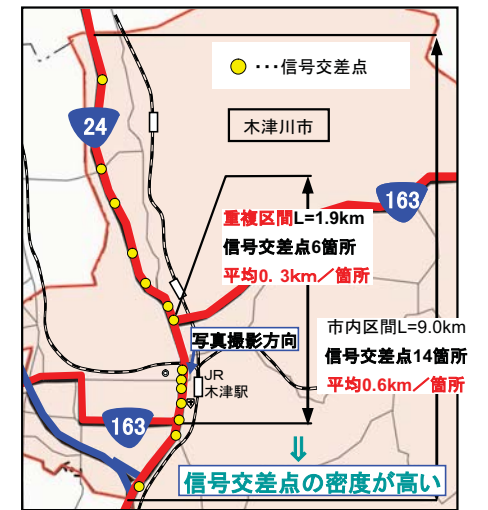 …信号交差点
24
木津川市
163
重複区間L=1.9km
信号交差点6箇所
平均0. 3km／箇所
市内区間L=9.0km
信号交差点14箇所
平均0.6km／箇所
写真撮影方向
JR
木津駅
163
⇓
信号交差点の密度が高い